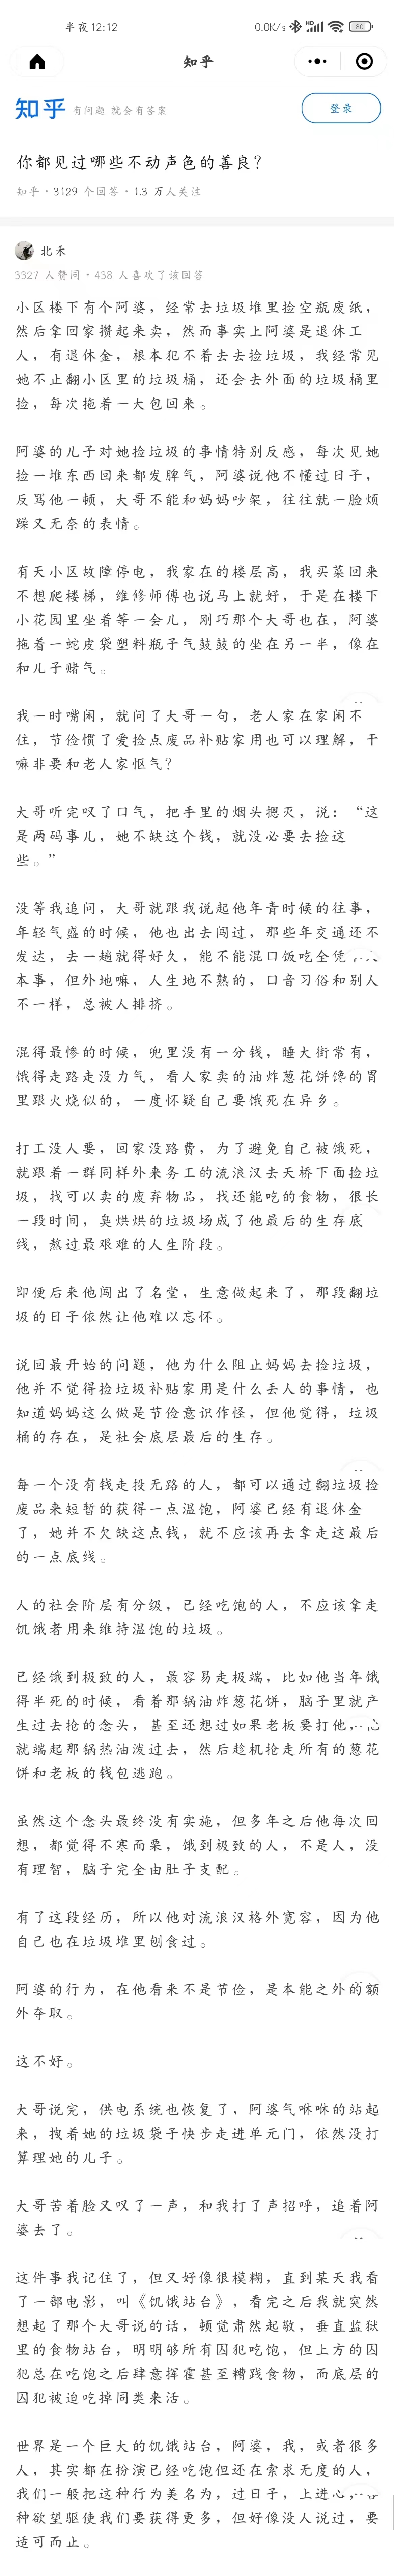 半夜12:12
0.0K/s
HD
80
知乎
知乎 有问题 就会有答案
登录
你都见过哪些不动声色的善良？
知乎・3129 个回答・1.3 万人关注
北禾
3327 人赞同・438 人喜欢了该回答
小区楼下有个阿婆，经常去垃圾堆里捡空瓶废纸，
然后拿回家攒起来卖，然而事实上阿婆是退休工
人，有退休金，根本犯不着去去捡垃圾，我经常见
她不止翻小区里的垃圾桶，还会去外面的垃圾桶里
捡，每次拖着一大包回来。
阿婆的儿子对她捡垃圾的事情特别反感，每次见她
捡一堆东西回来都发脾气，阿婆说他不懂过日子，
反骂他一顿，大哥不能和妈妈吵架，往往就一脸烦
躁又无奈的表情。
有天小区故障停电，我家在的楼层高，我买菜回来
不想爬楼梯，维修师傅也说马上就好，于是在楼下
小花园里坐着等一会儿，刚巧那个大哥也在，阿婆
拖着一蛇皮袋塑料瓶子气鼓鼓的坐在另一半，像在
和儿子赌气。
我一时嘴闲，就问了大哥一句，老人家在家闲不
住，节俭惯了爱捡点废品补贴家用也可以理解，干
嘛非要和老人家怄气？
大哥听完叹了口气，把手里的烟头摁灭，说：“这
是两码事儿，她不缺这个钱，就没必要去捡这
些。”
没等我追问，大哥就跟我说起他年青时候的往事，
年轻气盛的时候，他也出去闯过，那些年交通还不
发达，去一趟就得好久，能不能混口饭吃全凭
本事，但外地嘛，人生地不熟的，口音习俗和别人
不一样，总被人排挤。
混得最惨的时候，兜里没有一分钱，睡大街常有，
饿得走路走没力气，看人家卖的油炸葱花饼馋的胃
里跟火烧似的，一度怀疑自己要饿死在异乡。
打工没人要，回家没路费，为了避免自己被饿死，
就跟着一群同样外来务工的流浪汉去天桥下面捡垃
圾，找可以卖的废弃物品，找还能吃的食物，很长
一段时间，臭烘烘的垃圾场成了他最后的生存底
线，熬过最艰难的人生阶段。
即便后来他闯出了名堂，生意做起来了，那段翻垃
圾的日子依然让他难以忘怀。
说回最开始的问题，他为什么阻止妈妈去捡垃圾，
他并不觉得捡垃圾补贴家用是什么丢人的事情，也
知道妈妈这么做是节俭意识作怪，但他觉得，垃圾
桶的存在，是社会底层最后的生存。
每一个没有钱走投无路的人，都可以通过翻垃圾捡
废品来短暂的获得一点温饱，阿婆已经有退休金
了，她并不欠缺这点钱，就不应该再去拿走这最后
的一点底线。
人的社会阶层有分级，已经吃饱的人，不应该拿走
饥饿者用来维持温饱的垃圾。
已经饿到极致的人，最容易走极端，比如他当年饿
得半死的时候，看着那锅油炸葱花饼，脑子里就产
生过去抢的念头，甚至还想过如果老板要打他，
就端起那锅热油泼过去，然后趁机抢走所有的葱花
饼和老板的钱包逃跑。
虽然这个念头最终没有实施，但多年之后他每次回
想，都觉得不寒而栗，饿到极致的人，不是人，没
有理智，脑子完全由肚子支配。
有了这段经历，所以他对流浪汉格外宽容，因为他
自己也在垃圾堆里刨食过。
阿婆的行为，在他看来不是节俭，是本能之外的额
外夺取。
这不好。
大哥说完，供电系统也恢复了，阿婆气咻咻的站起
来，拽着她的垃圾袋子快步走进单元门，依然没打
算理她的儿子。
大哥苦着脸又叹了一声，和我打了声招呼，追着阿
婆去了。
这件事我记住了，但又好像很模糊，直到某天我看
了一部电影，叫《饥饿站台》，看完之后我就突然
想起了那个大哥说的话，顿觉肃然起敬，垂直监狱
里的食物站台，明明够所有囚犯吃饱，但上方的囚
犯总在吃饱之后肆意挥霍甚至糟践食物，而底层的
囚犯被迫吃掉同类来活。
世界是一个巨大的饥饿站台，阿婆，我，或者很多
人，其实都在扮演已经吃饱但还在索求无度的人，
我们一般把这种行为美名为，过日子，上进心，
种欲望驱使我们要获得更多，但好像没人说过，要
适可而止。